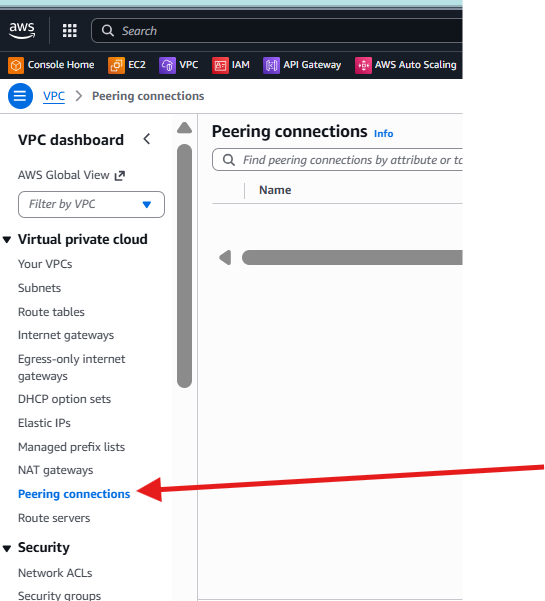 aws
Search
Console Home EC2 VPC IAM API Gateway AWS Auto Scaling
VPC Peering connections
VPC dashboard
AWS Global View
Filter by VPC
Virtual private cloud
Your VPCs
Subnets
Route tables
Internet gateways
Egress-only internet
gateways
DHCP option sets
Elastic IPs
Managed prefix lists
NAT gateways
Peering connections
Route servers
Security
Network ACLs
Security groups
Peering connections Info
Find peering connections by attribute or
Name